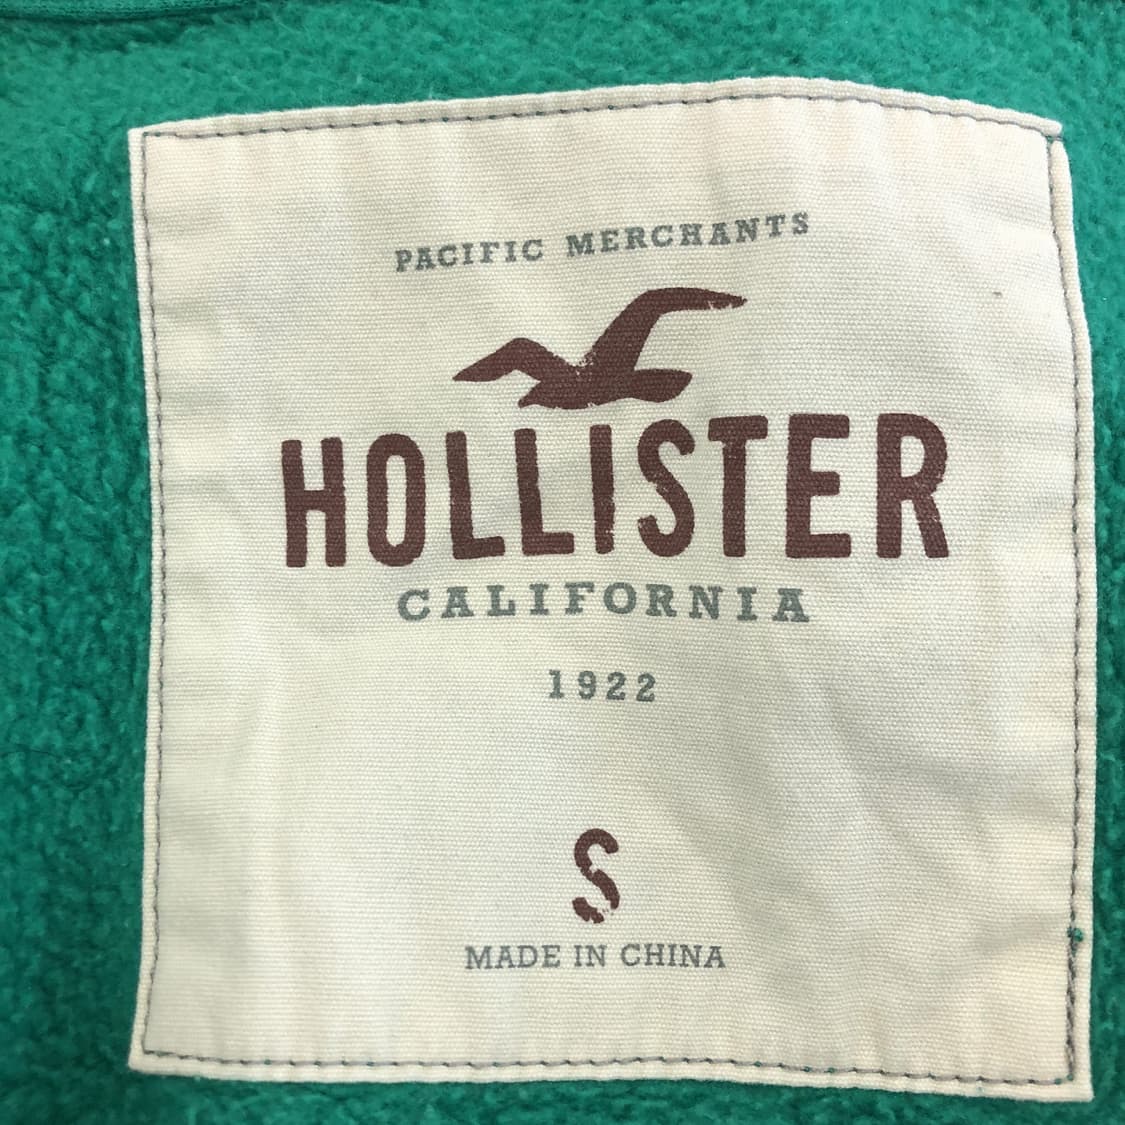 PACIFIC MERCHANTS
HOLLISTER
CALIFORNIA
1922
S
MADE IN CHINA